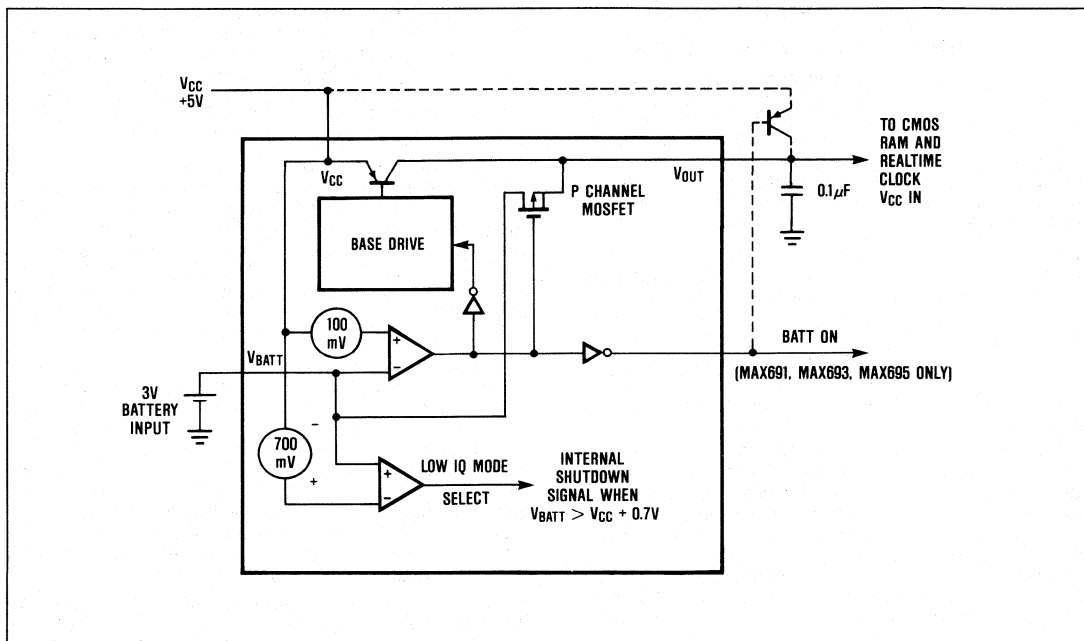 VCC
+5V
TO CMOS
RAM AND
REALTIME
CLOCK
VCC IN
VCC
VOUT
P CHANNEL
MOSFET
0.1µF
BASE DRIVE
100
mV
+
−
VBATT
BATT ON
(MAX691, MAX693, MAX695 ONLY)
3V
BATTERY
INPUT
−
700
mV
+
+
−
LOW IQ MODE
SELECT
INTERNAL
SHUTDOWN
SIGNAL WHEN
VBATT > VCC + 0.7V